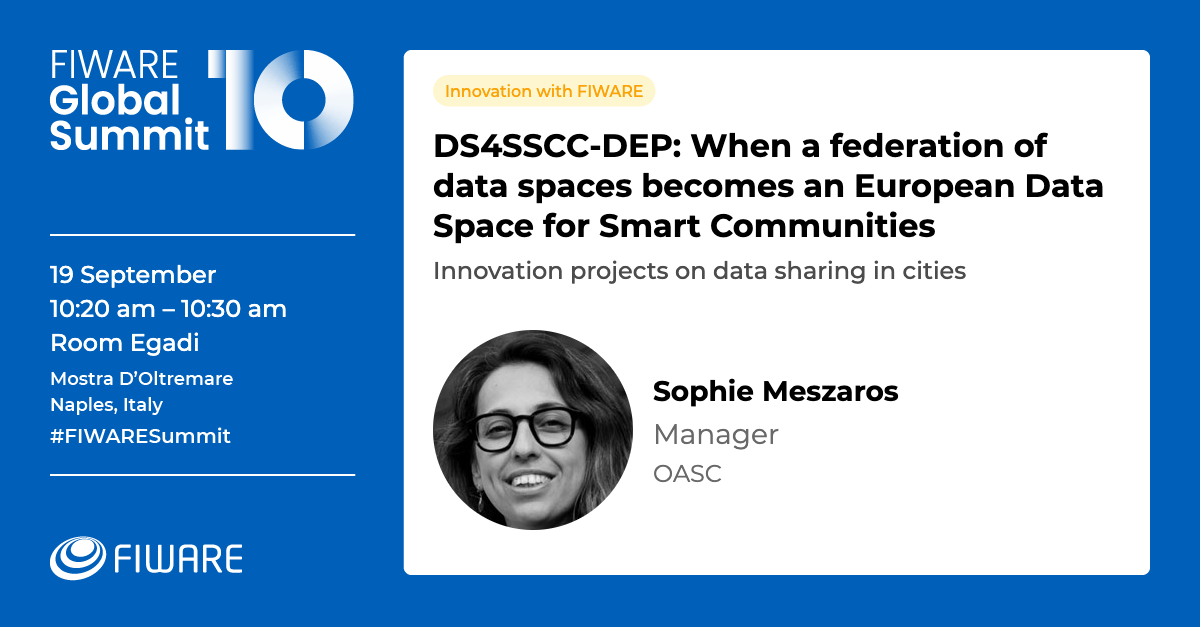 FIWARE
Global
Summit
10
19 September
10:20 am – 10:30 am
Room Egadi
Mostra D’Oltremare
Naples, Italy
#FIWARESummit
FIWARE
Innovation with FIWARE
DS4SSCC-DEP: When a federation of
data spaces becomes an European Data
Space for Smart Communities
Innovation projects on data sharing in cities
Sophie Meszaros
Manager
OASC